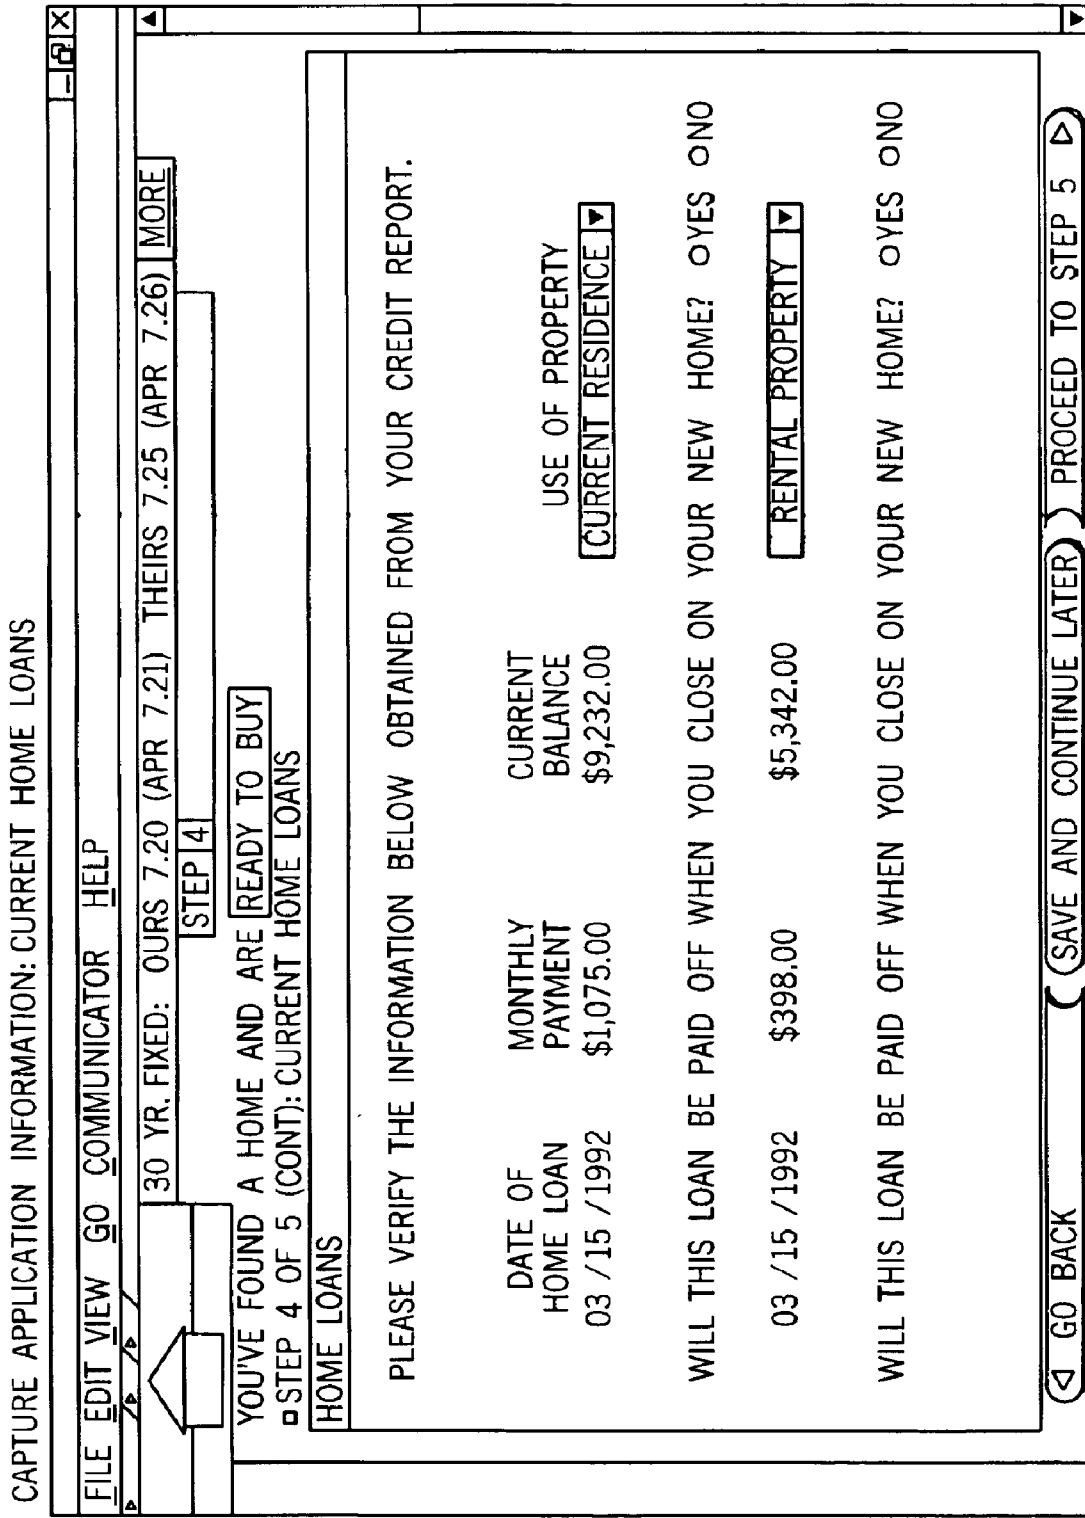 CAPTURE APPLICATION INFORMATION: CURRENT HOME LOANS
FILE EDIT VIEW GO COMMUNICATOR HELP
30 YR. FIXED: OURS 7.20 (APR 7.21) THEIRS 7.25 (APR 7.26) MORE
STEP 4
YOU'VE FOUND A HOME AND ARE READY TO BUY
STEP 4 OF 5 (CONT): CURRENT HOME LOANS
HOME LOANS
PLEASE VERIFY THE INFORMATION BELOW OBTAINED FROM YOUR CREDIT REPORT.
DATE OF MONTHLY CURRENT
HOME LOAN PAYMENT BALANCE USE OF PROPERTY
03 /15 /1992 $1,075.00 $9,232.00 CURRENT RESIDENCE
WILL THIS LOAN BE PAID OFF WHEN YOU CLOSE ON YOUR NEW HOME? YES NO
03 /15 /1992 $398.00 $5,342.00 RENTAL PROPERTY
WILL THIS LOAN BE PAID OFF WHEN YOU CLOSE ON YOUR NEW HOME? YES NO
GO BACK SAVE AND CONTINUE LATER PROCEED TO STEP 5